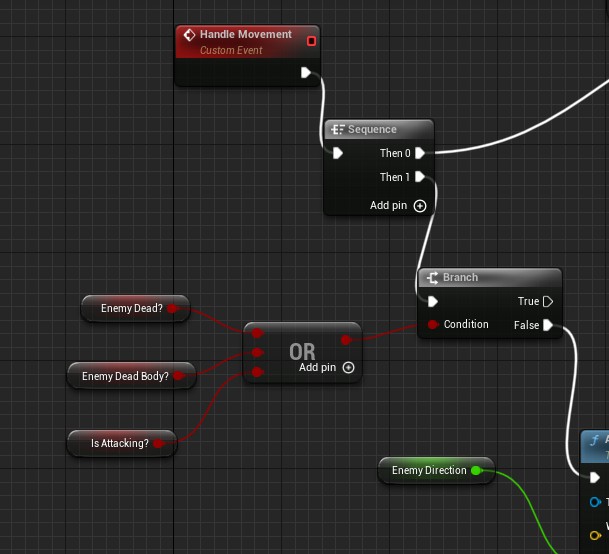 Handle Movement
Custom Event
Sequence
Then 0
Then 1
Add pin
Branch
True
Condition
False
Enemy Dead?
OR
Add pin
Enemy Dead Body?
Is Attacking?
Enemy Direction
f
A
T
T
W